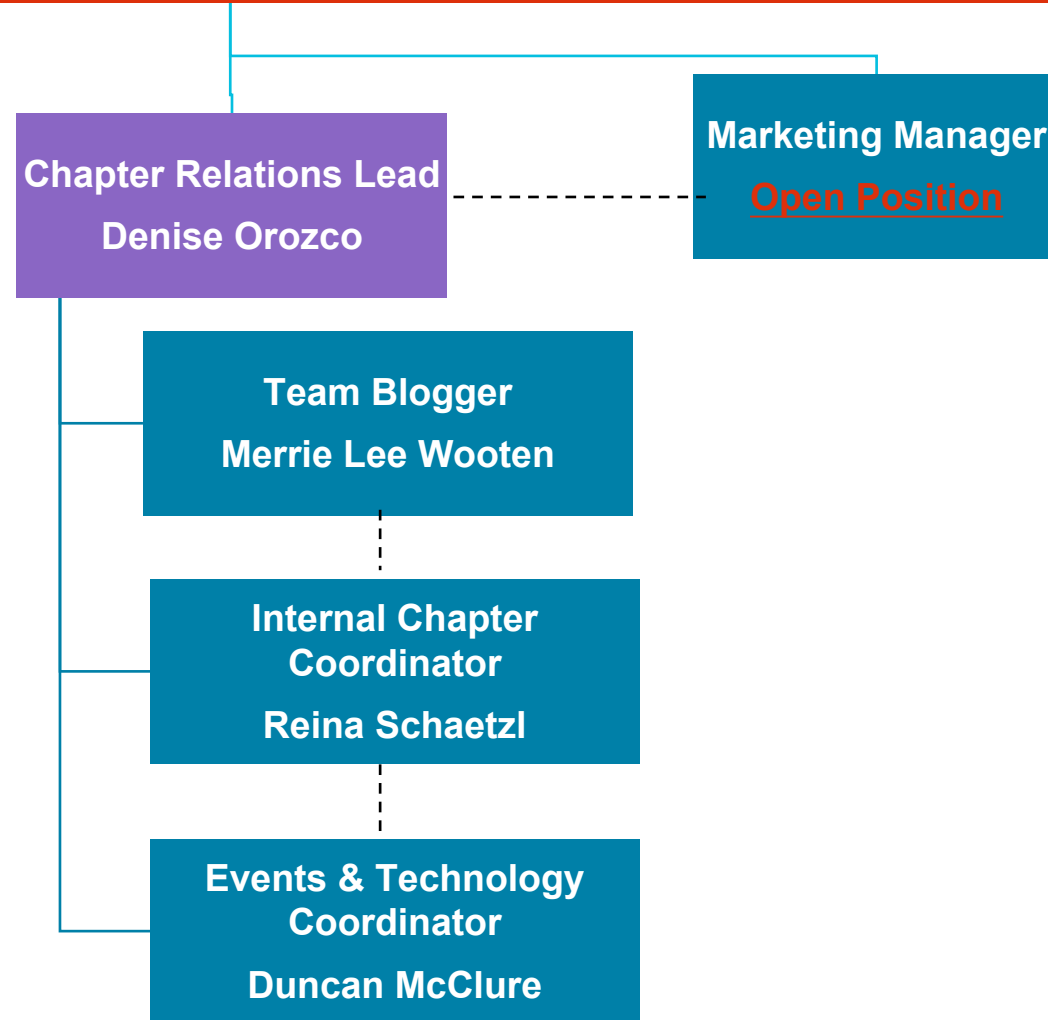 Chapter Relations Lead
Denise Orozco
Marketing Manager
Open Position
Team Blogger
Merrie Lee Wooten
Internal Chapter
Coordinator
Reina Schaetzl
Events & Technology
Coordinator
Duncan McClure